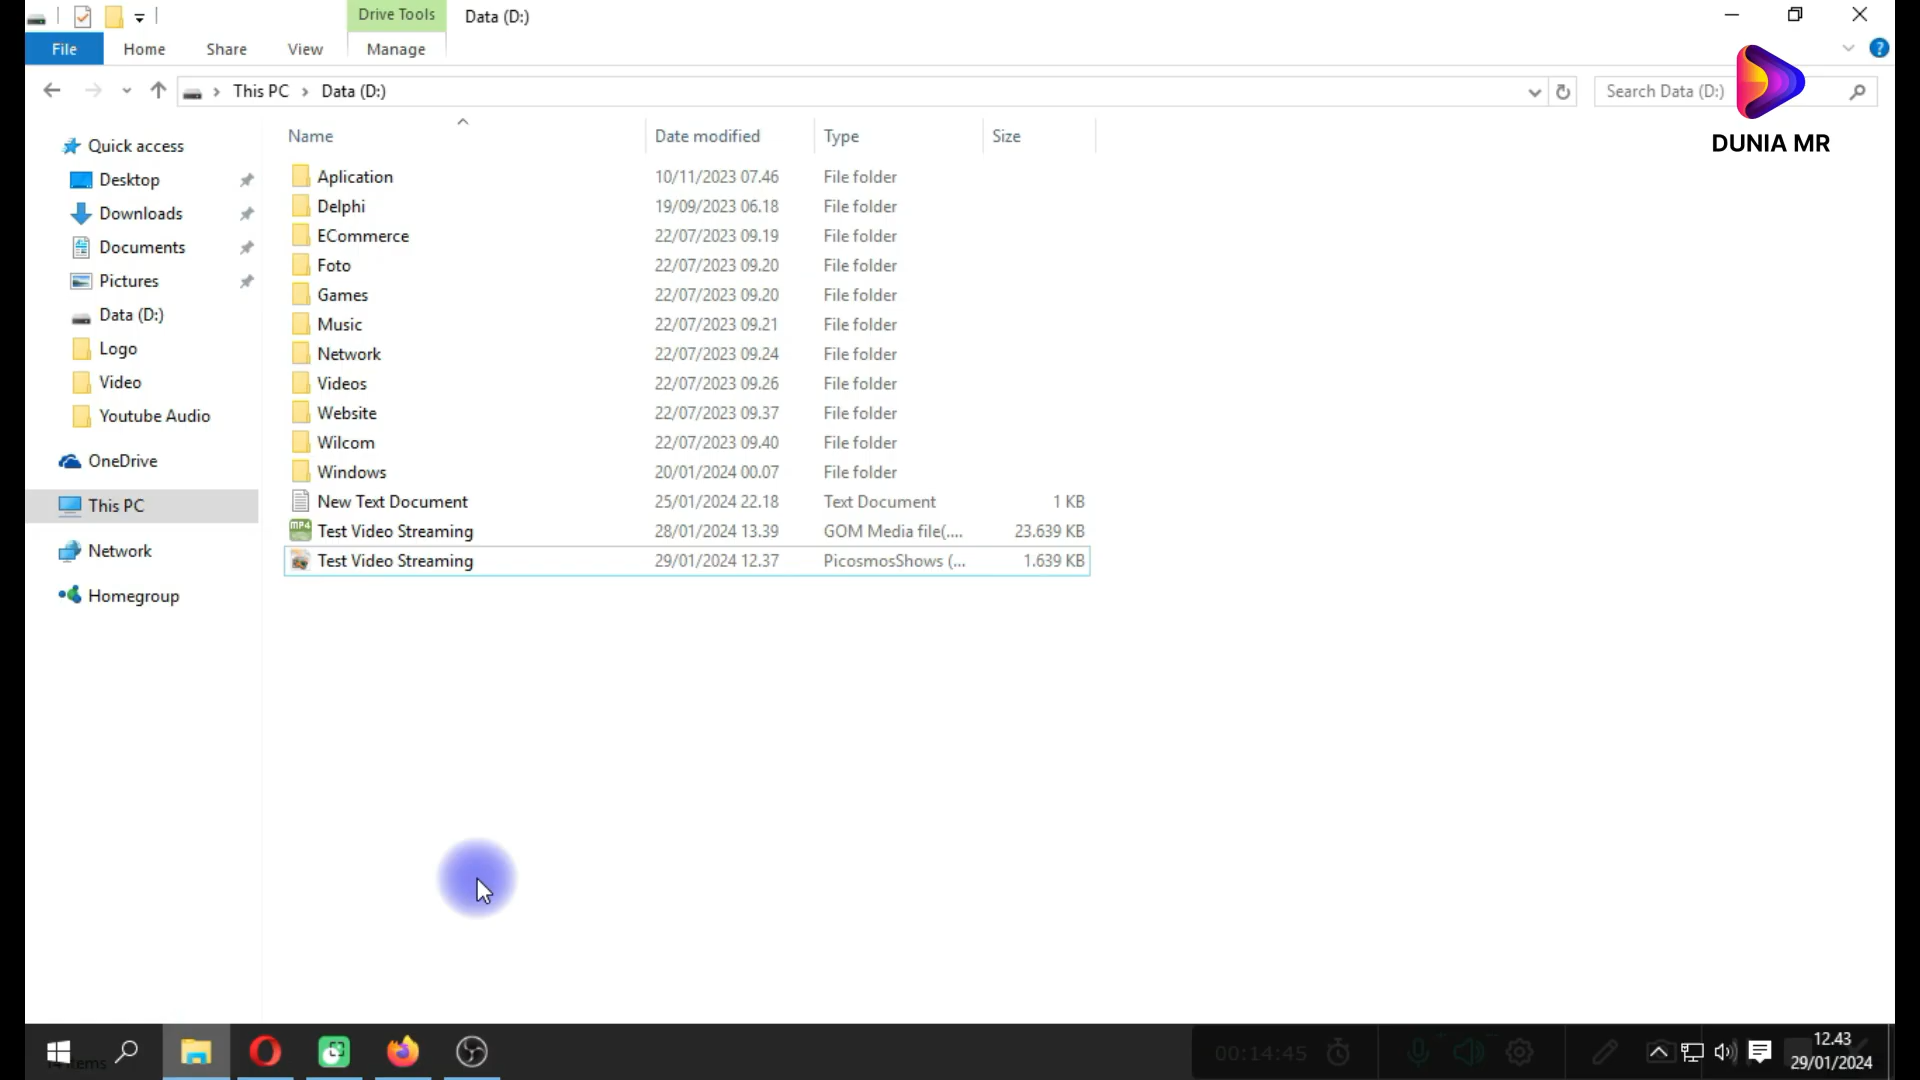 Drive Tools
Data (D:)
File
Home
Share
View
Manage
This PC
Data (D:)
Search Data (D:)
DUNIA MR
Quick access
Desktop
Downloads
Documents
Pictures
Data (D:)
Logo
Video
Youtube Audio
OneDrive
This PC
Network
Homegroup
Name Date modified Type Size
Aplication 10/11/2023 07.46 File folder
Delphi 19/09/2023 06.18 File folder
ECommerce 22/07/2023 09.19 File folder
Foto 22/07/2023 09.20 File folder
Games 22/07/2023 09.20 File folder
Music 22/07/2023 09.21 File folder
Network 22/07/2023 09.24 File folder
Videos 22/07/2023 09.26 File folder
Website 22/07/2023 09.37 File folder
Wilcom 22/07/2023 09.40 File folder
Windows 20/01/2024 00.07 File folder
New Text Document 25/01/2024 22.18 Text Document 1 KB
MP4 Test Video Streaming 28/01/2024 13.39 GOM Media file(.... 23.639 KB
Test Video Streaming 29/01/2024 12.37 PicosmosShows (... 1.639 KB
14 items
00:14:45
12.43
29/01/2024